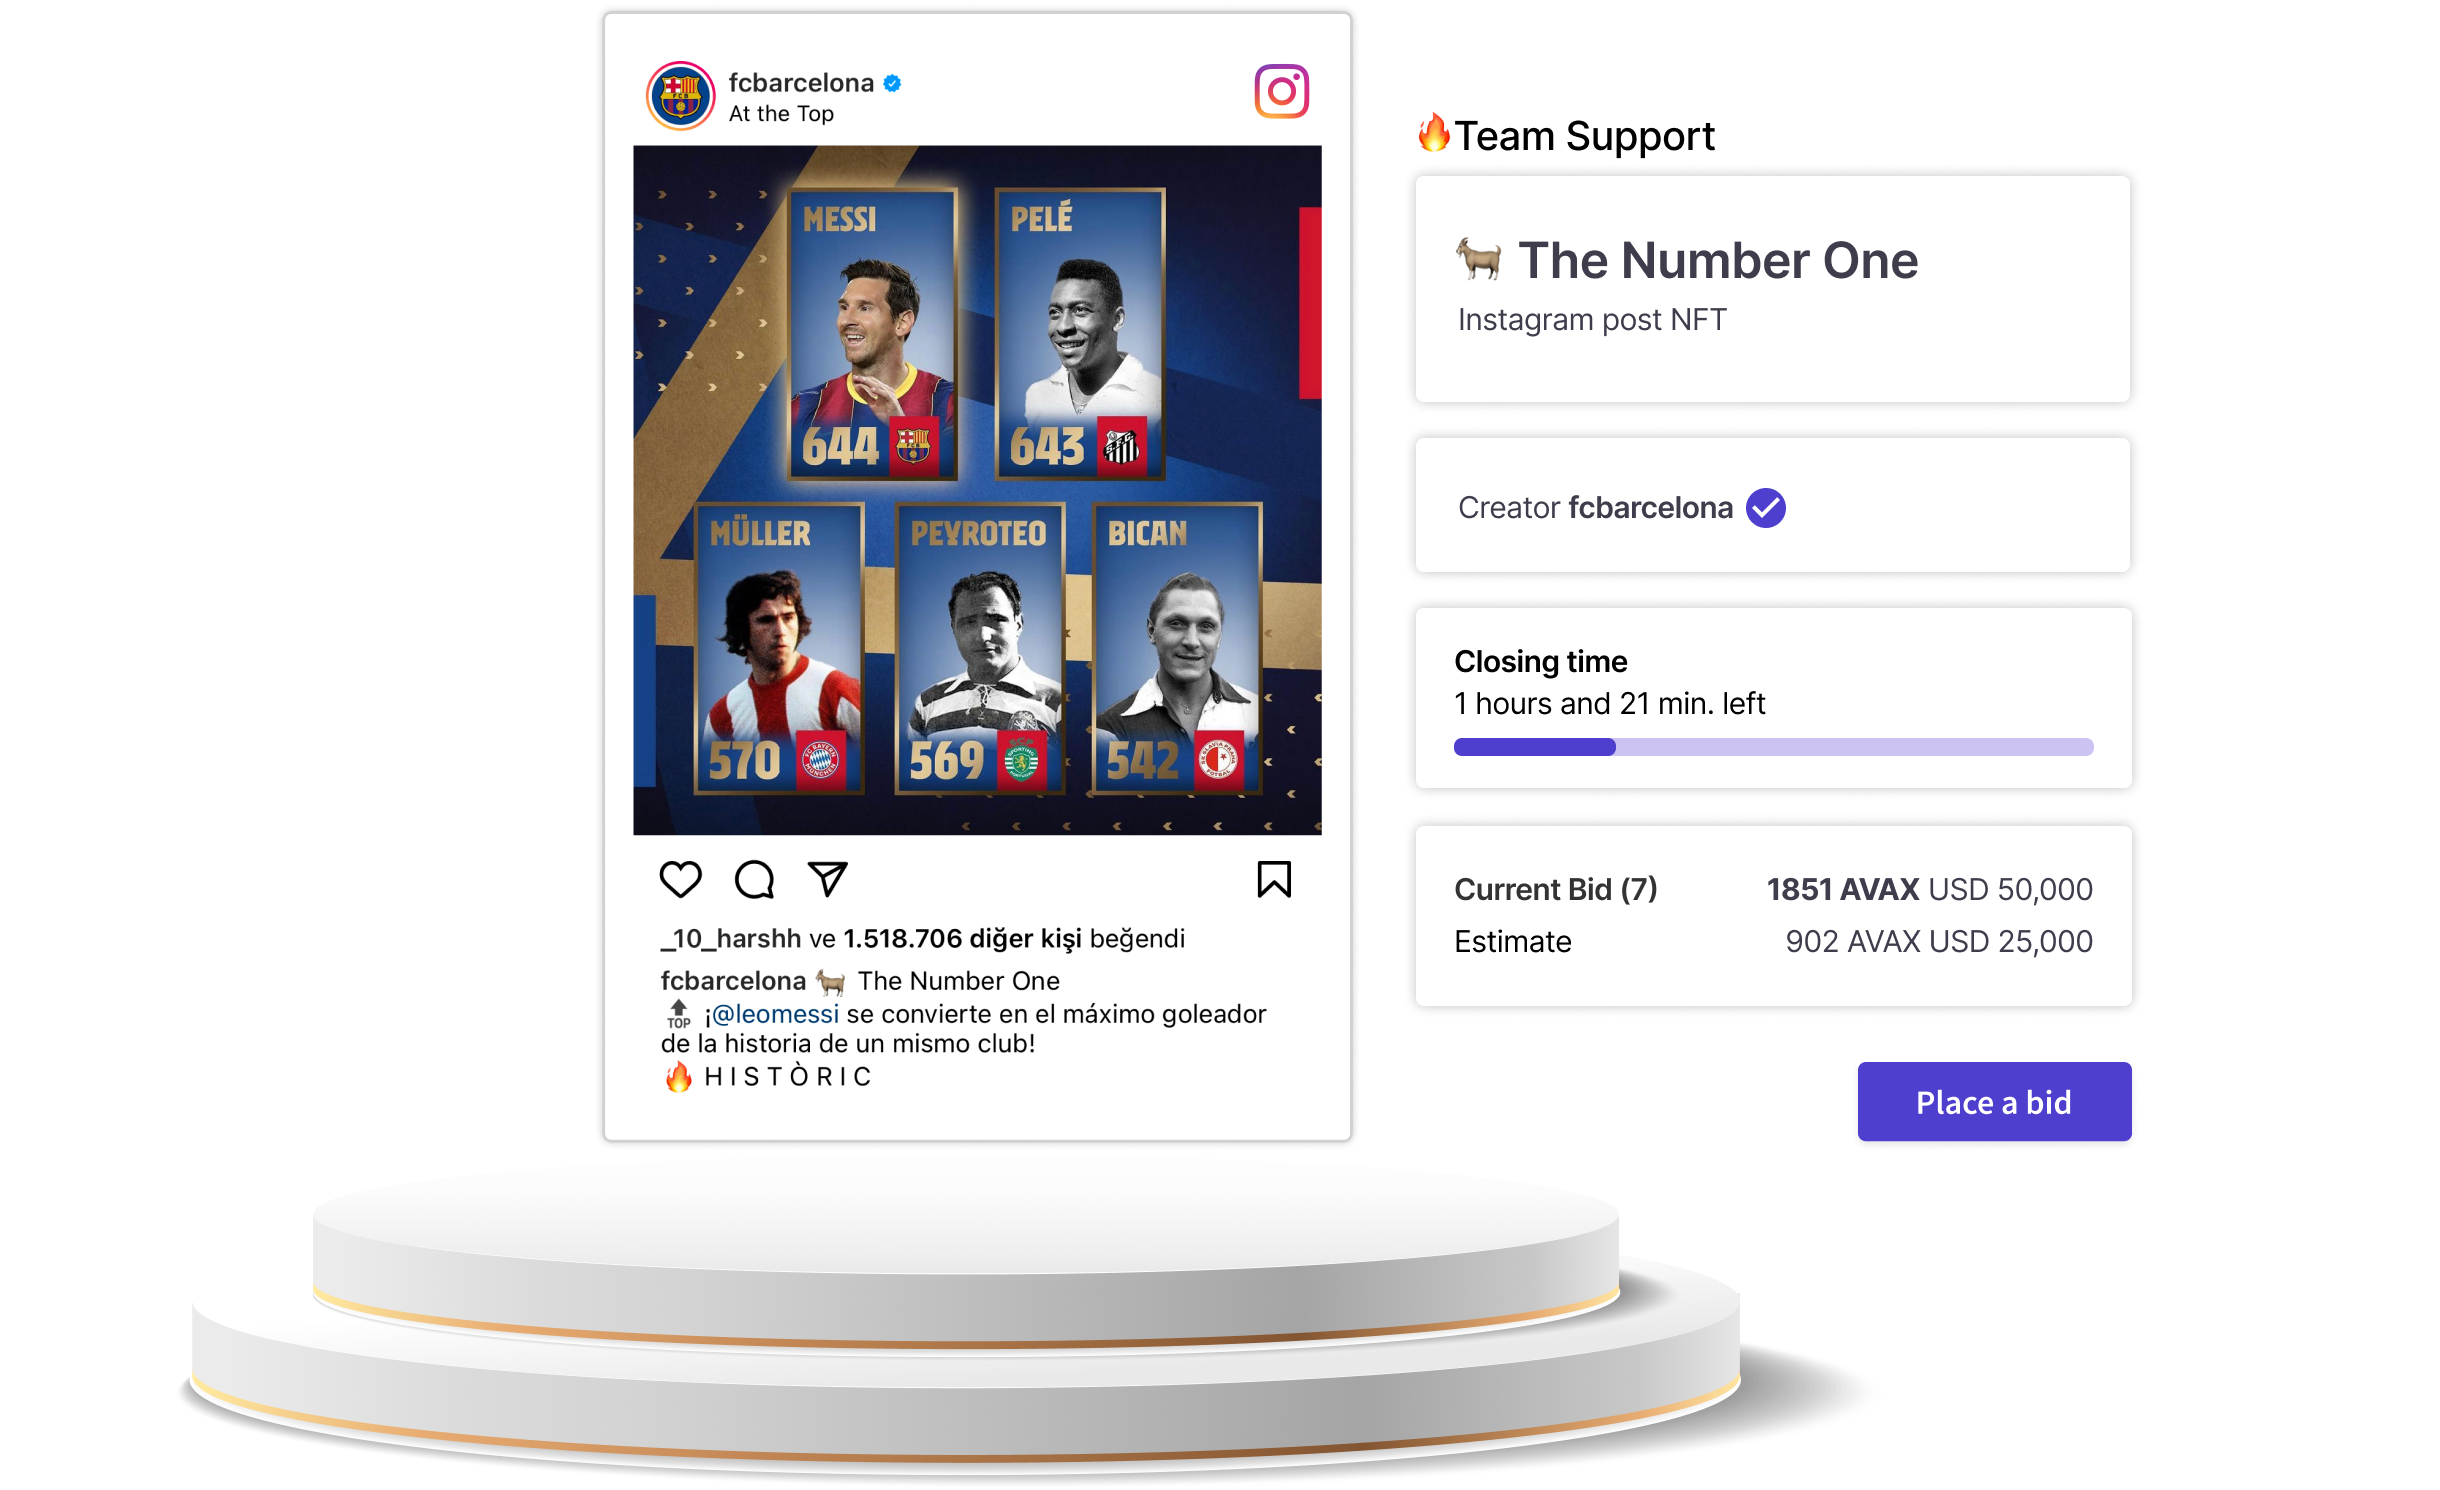 fcbarcelona
At the Top
MESSI
644
PELÉ
643
MÜLLER
570
PEYROTEO
569
BICAN
542
_10_harshh ve 1.518.706 diğer kişi beğendi
fcbarcelona 🐐 The Number One
🔝 ¡@leomessi se convierte en el máximo goleador
de la historia de un mismo club!
🔥 H I S T Ò R I C
🔥Team Support
🐐 The Number One
Instagram post NFT
Creator fcbarcelona
Closing time
1 hours and 21 min. left
Current Bid (7) 1851 AVAX USD 50,000
Estimate 902 AVAX USD 25,000
Place a bid